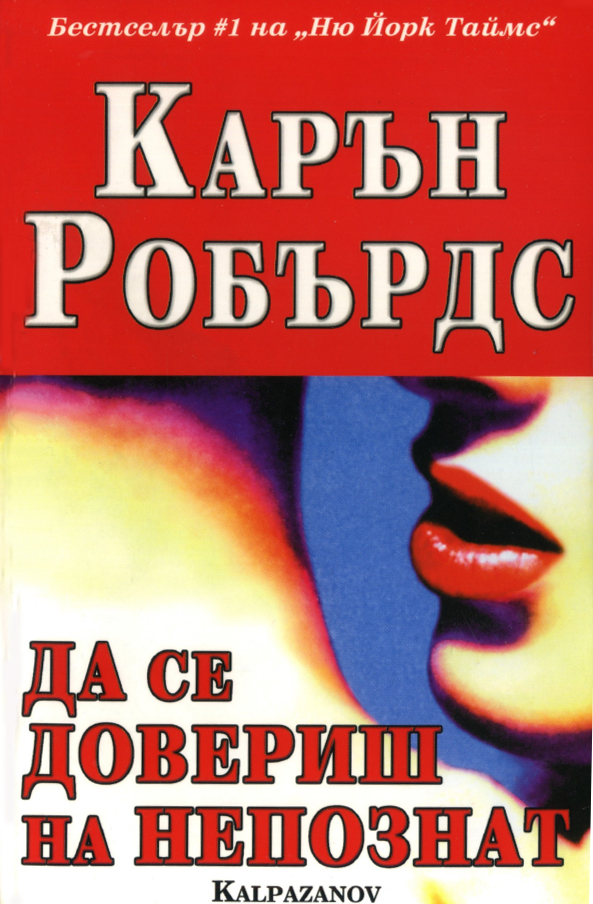 Бестселър #1 на „Ню Йорк Таймс“
КАРЪН
РОБЪРДС
ДА СЕ
ДОВЕРИШ
НА НЕПОЗНАТ
KALPAZANOV